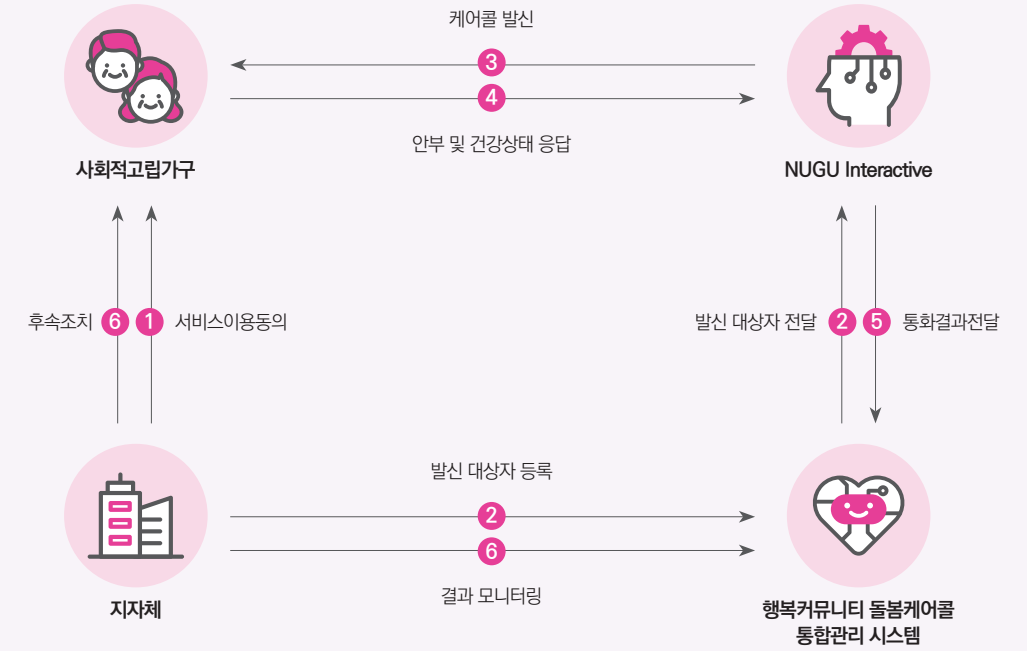 케어콜 발신
3
4
안부 및 건강상태 응답
사회적고립가구
NUGU Interactive
후속조치 6 1 서비스이용동의
발신 대상자 전달 2 5 통화결과전달
발신 대상자 등록
2
6
결과 모니터링
지자체
행복커뮤니티 돌봄케어콜
통합관리 시스템